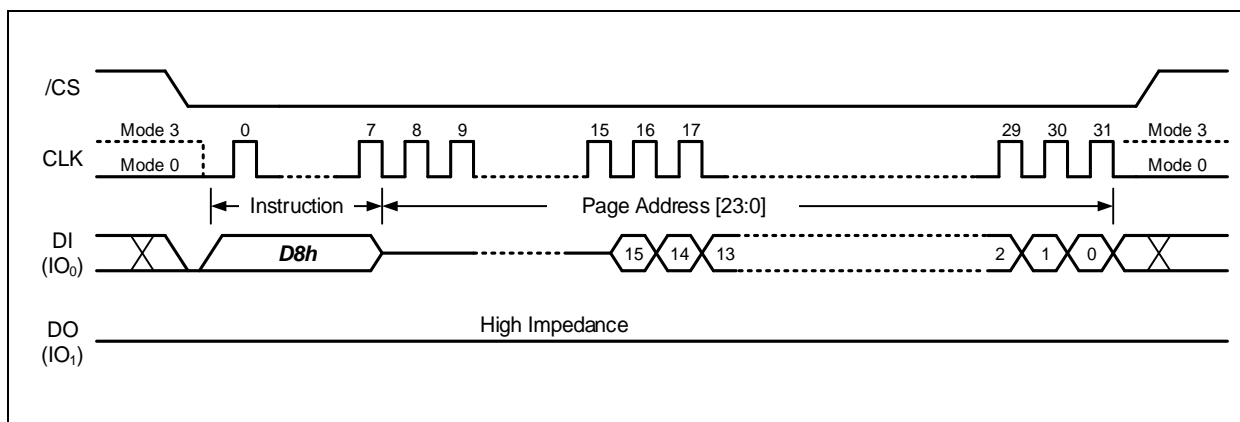 /CS
Mode 3 0 7 8 9 15 16 17 29 30 31 Mode 3
CLK
Mode 0 Mode 0
Instruction Page Address [23:0]
DI
(IO₀)
D8h 15 14 13 2 1 0
High Impedance
DO
(IO₁)